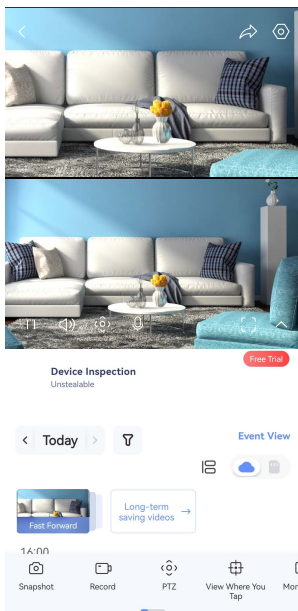 Free Trial
Device Inspection
Unstealable
Today
Event View
Fast Forward
Long-term
saving videos
16:00
Snapshot
Record
PTZ
View Where You
Tap
Mor